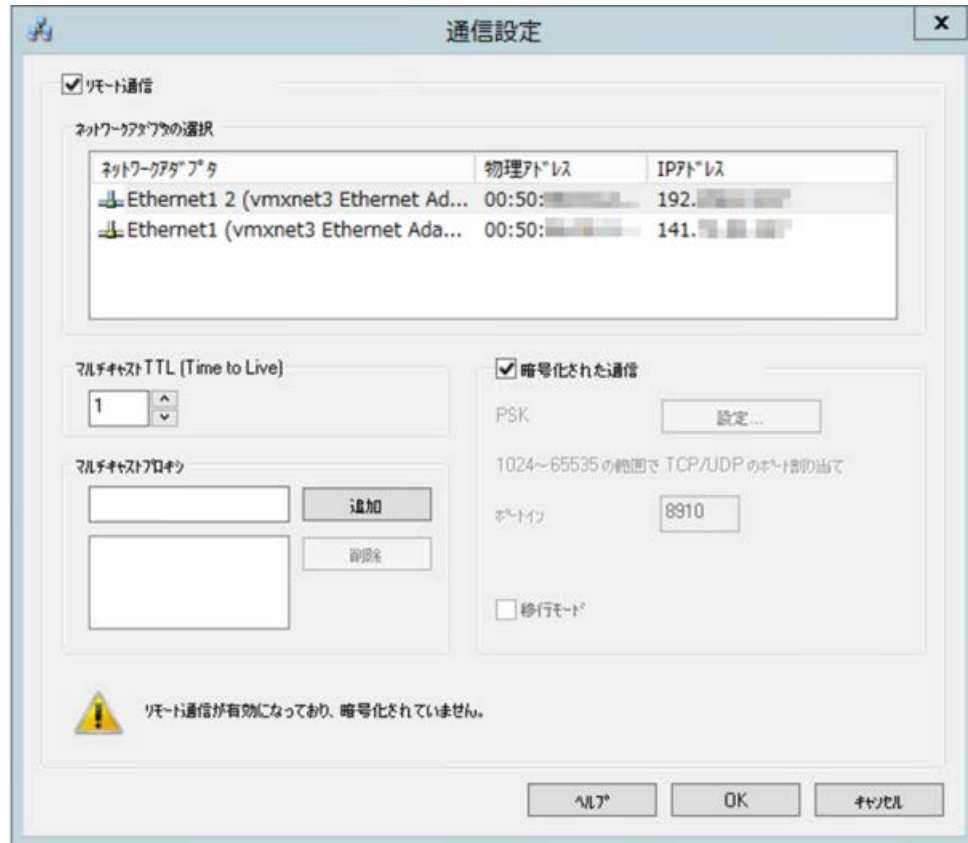 通信設定
x
リモート通信
ネットワークアダプタの選択
ネットワークアダプタ 物理アドレス IPアドレス
Ethernet1 2 (vmxnet3 Ethernet Ad... 00:50: 192.
Ethernet1 (vmxnet3 Ethernet Ada... 00:50: 141.
マルチキャストTTL (Time to Live)
1
マルチキャストプロキシ
追加
削除
暗号化された通信
PSK 設定...
1024～65535の範囲で TCP/UDP のポート割り当て
ポートイン 8910
移行モード
リモート通信が有効になっており、暗号化されていません。
ヘルプ OK キャンセル